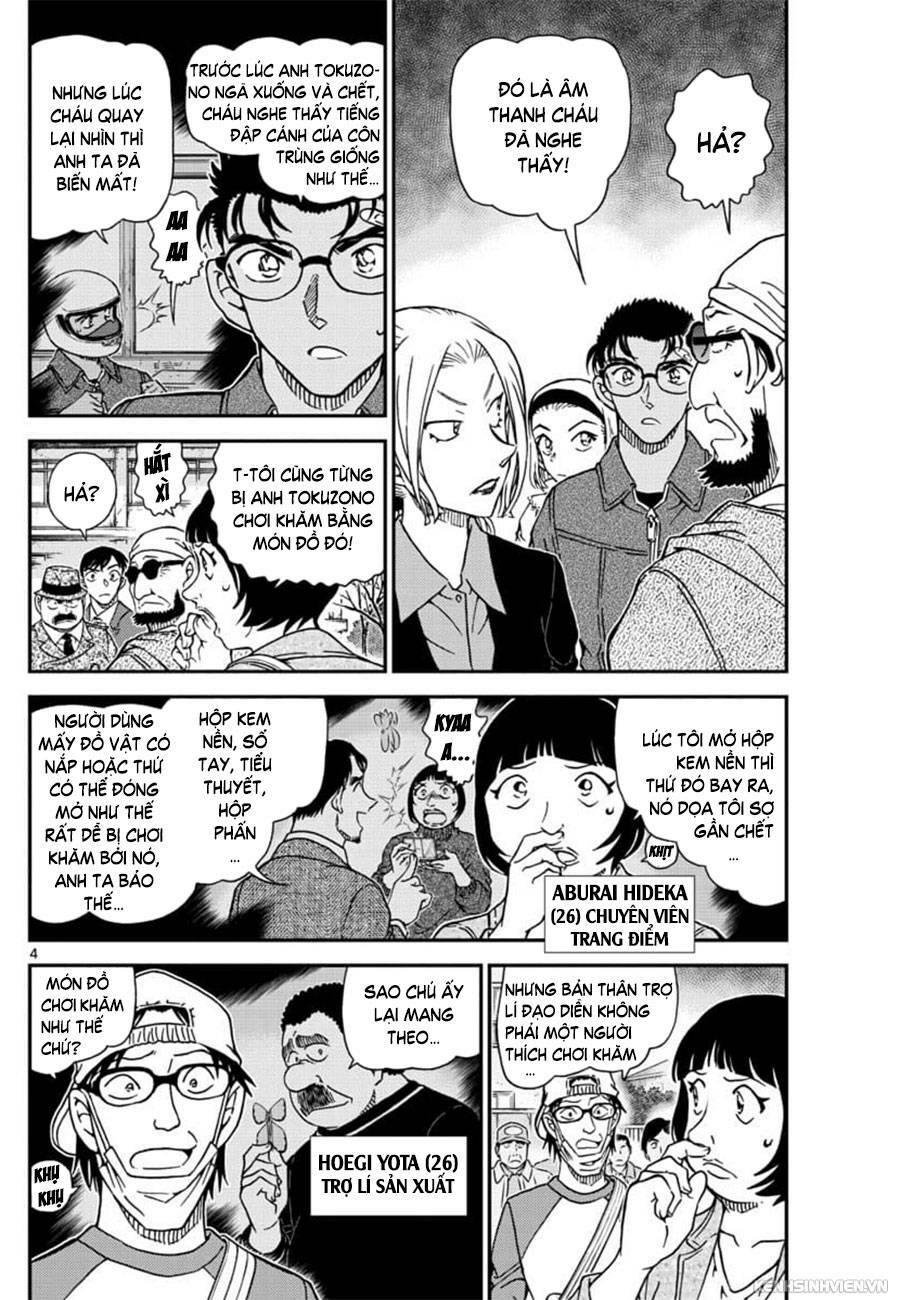 HẢ?
ĐÓ LÀ ÂM
THANH CHÁU
ĐÃ NGHE
THẤY!
TRƯỚC LÚC ANH TOKUZO-
NO NGÃ XUỐNG VÀ CHẾT,
CHÁU NGHE THẤY TIẾNG
ĐẬP CÁNH CỦA CÔN
TRÙNG GIỐNG
NHƯ THẾ...
NHƯNG LÚC
CHÁU QUAY
LẠI NHÌN THÌ
ANH TA ĐÃ
BIẾN MẤT!
AA
AA
T-TÔI CŨNG TỪNG
BỊ ANH TOKUZONO
CHƠI KHĂM BẰNG
MÓN ĐỒ ĐÓ!
HẮT
XÌ
HẢ?
LÚC TÔI MỞ HỘP
KEM NỀN THÌ
THỨ ĐÓ BAY RA,
NÓ DỌA TÔI SỢ
GẦN CHẾT
...
KHỊT
ABURAI HIDEKA
(26) CHUYÊN VIÊN
TRANG ĐIỂM
KYAA
A...
HỘP KEM
NỀN, SỔ
TAY, TIỂU
THUYẾT,
HỘP
PHẤN
...
NGƯỜI DÙNG
MẤY ĐỒ VẬT CÓ
NẮP HOẶC THỨ
CÓ THỂ ĐÓNG
MỞ NHƯ THẾ
RẤT DỄ BỊ CHƠI
KHĂM BỞI NÓ,
ANH TA BẢO
THẾ...
4
NHƯNG BẢN THÂN TRỢ
LÍ ĐẠO DIỄN KHÔNG
PHẢI MỘT NGƯỜI
THÍCH CHƠI KHĂM
...
SAO CHÚ ẤY
LẠI MANG
THEO...
MÓN ĐỒ
CHƠI KHĂM
NHƯ THẾ
CHỨ?
HOEGI YOTA (26)
TRỢ LÍ SẢN XUẤT
KHỤ
KHỤ
KENHSINHVIEN.VN